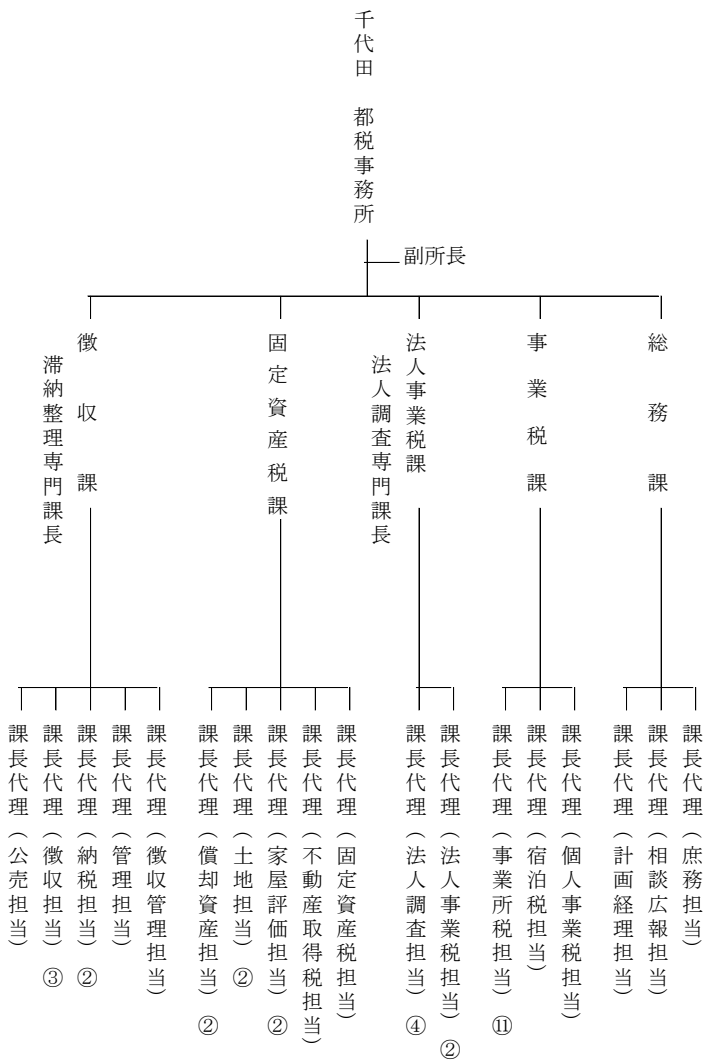 千代田 都税事務所
副所長
総務課
事業税課
法人事業税課
法人調査専門課長
固定資産税課
徴収課
滞納整理専門課長
課長代理(庶務担当)
課長代理(相談広報担当)
課長代理(計画経理担当)
課長代理(個人事業税担当)
課長代理(宿泊税担当)
課長代理(事業所税担当)⑪
課長代理(法人事業税担当)②
課長代理(法人調査担当)④
課長代理(固定資産税担当)
課長代理(不動産取得税担当)
課長代理(家屋評価担当)②
課長代理(土地担当)②
課長代理(償却資産担当)②
課長代理(徴収管理担当)
課長代理(管理担当)
課長代理(納税担当)②
課長代理(徴収担当)③
課長代理(公売担当)